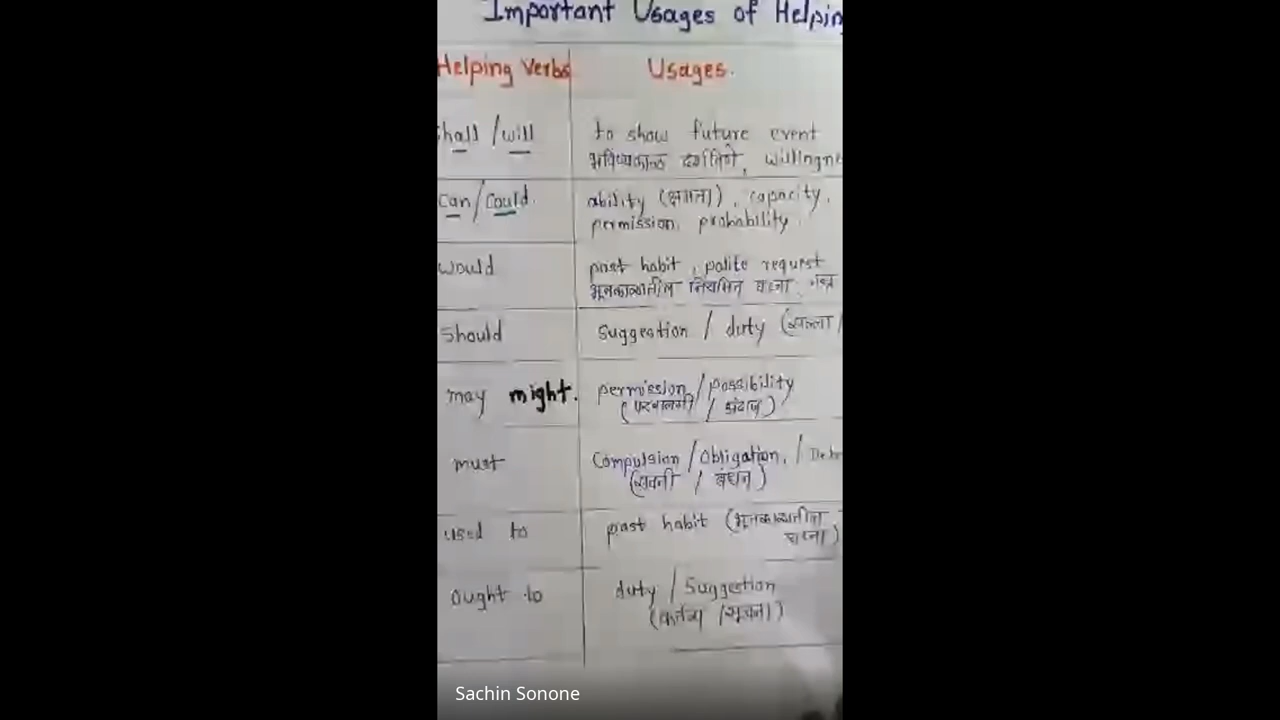 Important Usages of Helpin
Helping Verbs
Usages.
hall / will
to show future event
भविष्यकाळ दर्शविणे, willingne
can/Could
ability (क्षमता), capacity,
permission, probability
would
past habit, polite request
भूतकाळातील नियमित घटना,
should
Suggestion / duty (सल्ला /
may might.
permission/possibility
(परवानगी / अंदाज)
must
Compulsion / Obligation, /
(सक्ती / बंधन)
used to
past habit (भूतकाळातील
घटना)
ought to
duty / Suggestion
(कर्तव्य / सूचना)
Sachin Sonone